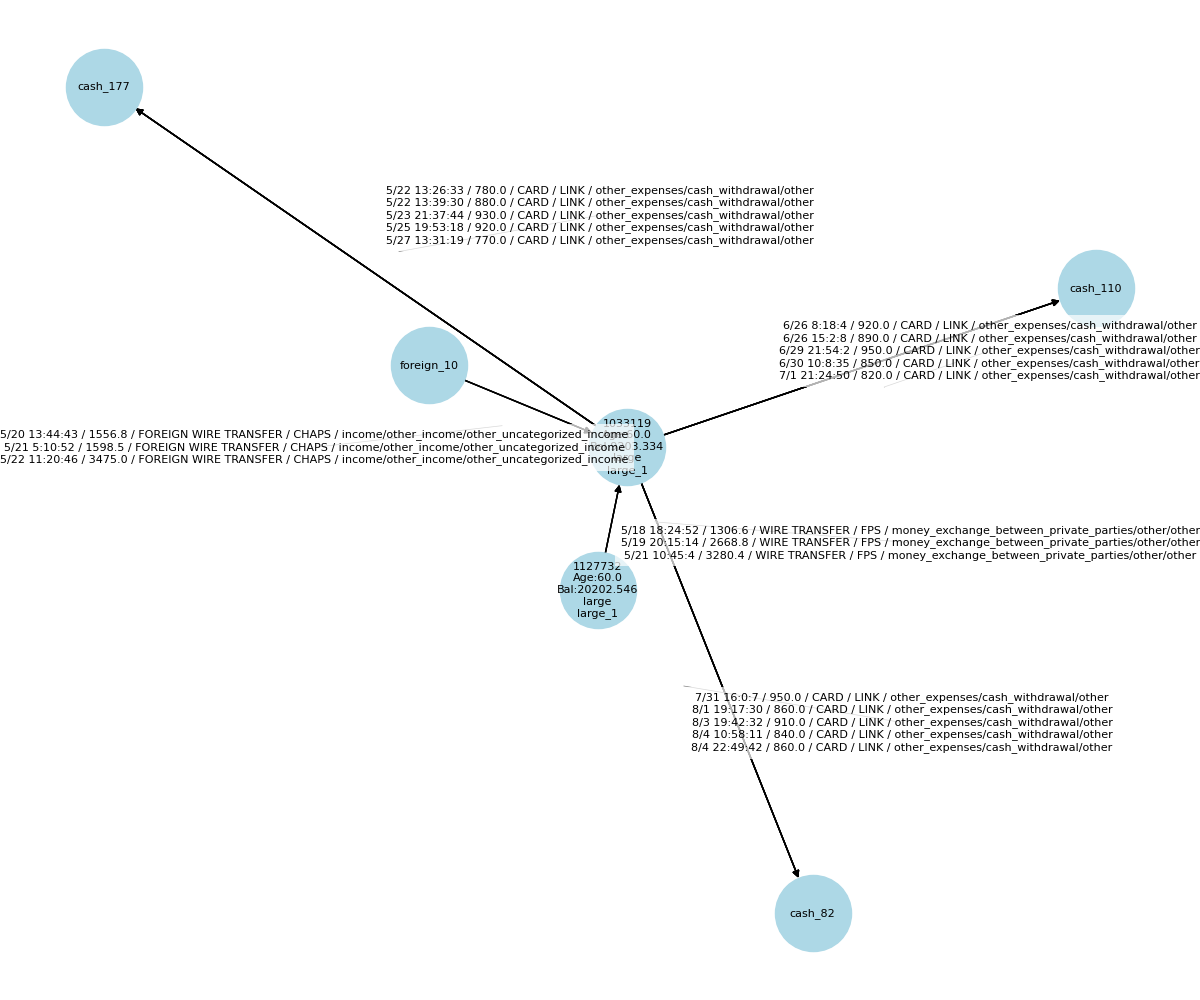 cash_177
5/22 13:26:33 / 780.0 / CARD / LINK / other_expenses/cash_withdrawal/other
5/22 13:39:30 / 880.0 / CARD / LINK / other_expenses/cash_withdrawal/other
5/23 21:37:44 / 930.0 / CARD / LINK / other_expenses/cash_withdrawal/other
5/25 19:53:18 / 920.0 / CARD / LINK / other_expenses/cash_withdrawal/other
5/27 13:31:19 / 770.0 / CARD / LINK / other_expenses/cash_withdrawal/other
cash_110
6/26 8:18:4 / 920.0 / CARD / LINK / other_expenses/cash_withdrawal/other
6/26 15:2:8 / 890.0 / CARD / LINK / other_expenses/cash_withdrawal/other
6/29 21:54:2 / 950.0 / CARD / LINK / other_expenses/cash_withdrawal/other
6/30 10:8:35 / 850.0 / CARD / LINK / other_expenses/cash_withdrawal/other
7/1 21:24:50 / 820.0 / CARD / LINK / other_expenses/cash_withdrawal/other
foreign_10
1033119
large_1
5/20 13:44:43 / 1556.8 / FOREIGN WIRE TRANSFER / CHAPS / income/other_income/other_uncategorized_income
5/21 5:10:52 / 1598.5 / FOREIGN WIRE TRANSFER / CHAPS / income/other_income/other_uncategorized_income
5/22 11:20:46 / 3475.0 / FOREIGN WIRE TRANSFER / CHAPS / income/other_income/other_uncategorized_income
5/18 18:24:52 / 1306.6 / WIRE TRANSFER / FPS / money_exchange_between_private_parties/other/other
5/19 20:15:14 / 2668.8 / WIRE TRANSFER / FPS / money_exchange_between_private_parties/other/other
5/21 10:45:4 / 3280.4 / WIRE TRANSFER / FPS / money_exchange_between_private_parties/other/other
1127732
Age:60.0
Bal:20202.546
large
large_1
7/31 16:0:7 / 950.0 / CARD / LINK / other_expenses/cash_withdrawal/other
8/1 19:17:30 / 860.0 / CARD / LINK / other_expenses/cash_withdrawal/other
8/3 19:42:32 / 910.0 / CARD / LINK / other_expenses/cash_withdrawal/other
8/4 10:58:11 / 840.0 / CARD / LINK / other_expenses/cash_withdrawal/other
8/4 22:49:42 / 860.0 / CARD / LINK / other_expenses/cash_withdrawal/other
cash_82